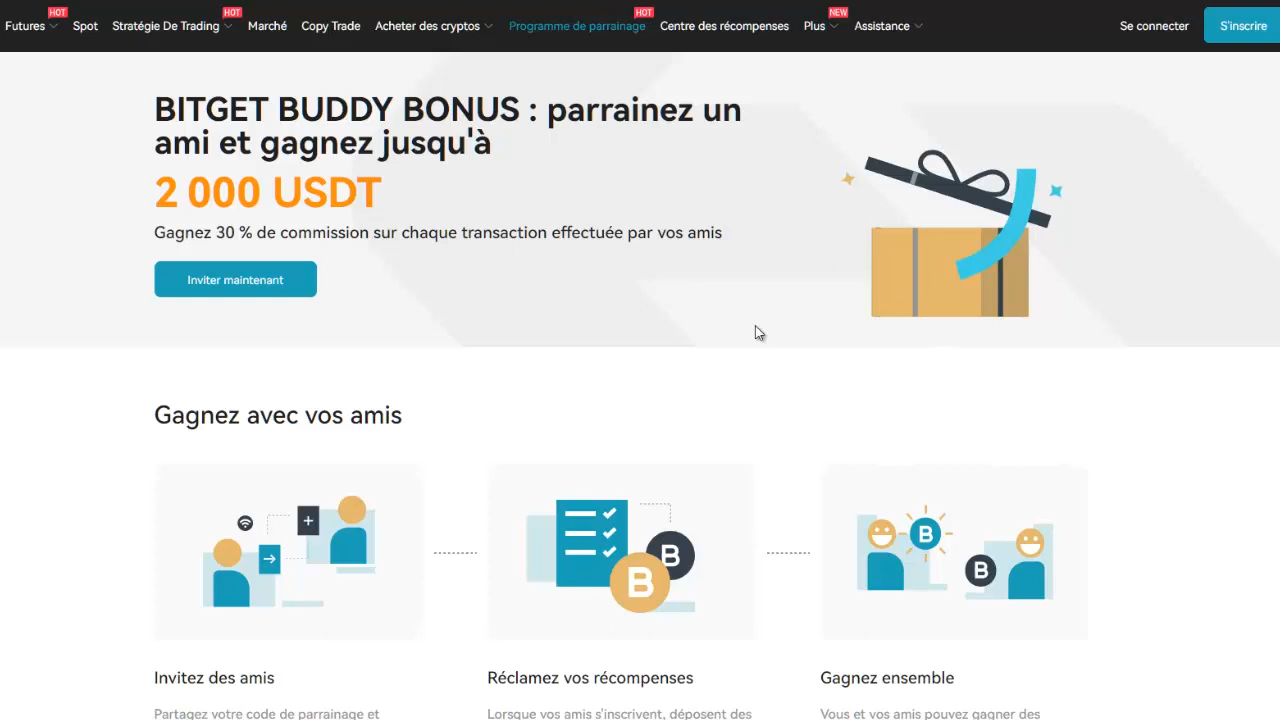 HOT HOT HOT NEW
Futures Spot Stratégie De Trading Marché Copy Trade Acheter des cryptos Programme de parrainage Centre des récompenses Plus Assistance Se connecter S'inscrire
BITGET BUDDY BONUS : parrainez un
ami et gagnez jusqu'à
2 000 USDT
Gagnez 30 % de commission sur chaque transaction effectuée par vos amis
Inviter maintenant
Gagnez avec vos amis
B B B B
Invitez des amis
Réclamez vos récompenses
Gagnez ensemble
Partagez votre code de parrainage et
Lorsque vos amis s'inscrivent, déposent des
Vous et vos amis pouvez gagner des